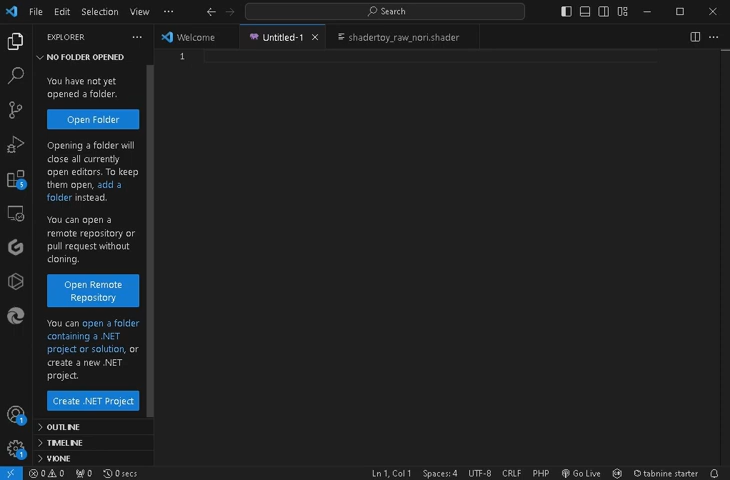 File Edit Selection View ··· Search
EXPLORER ··· Welcome Untitled-1 shadertoy_raw_nori.shader ···
NO FOLDER OPENED
1
You have not yet
opened a folder.
Open Folder
Opening a folder will
close all currently
open editors. To keep
them open, add a
folder instead.
5
You can open a
remote repository or
pull request without
cloning.
Open Remote
Repository
You can open a folder
containing a .NET
project or solution, or
create a new .NET
project.
Create .NET Project
1
OUTLINE
TIMELINE
1
VIONE
0 0 0 0 secs Ln 1, Col 1 Spaces: 4 UTF-8 CRLF PHP Go Live tabnine starter